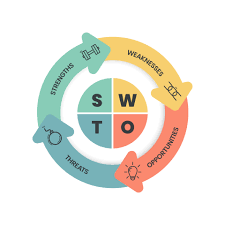 STRENGTHS
WEAKNESSES
S W
T O
THREATS
OPPORTUNITIES